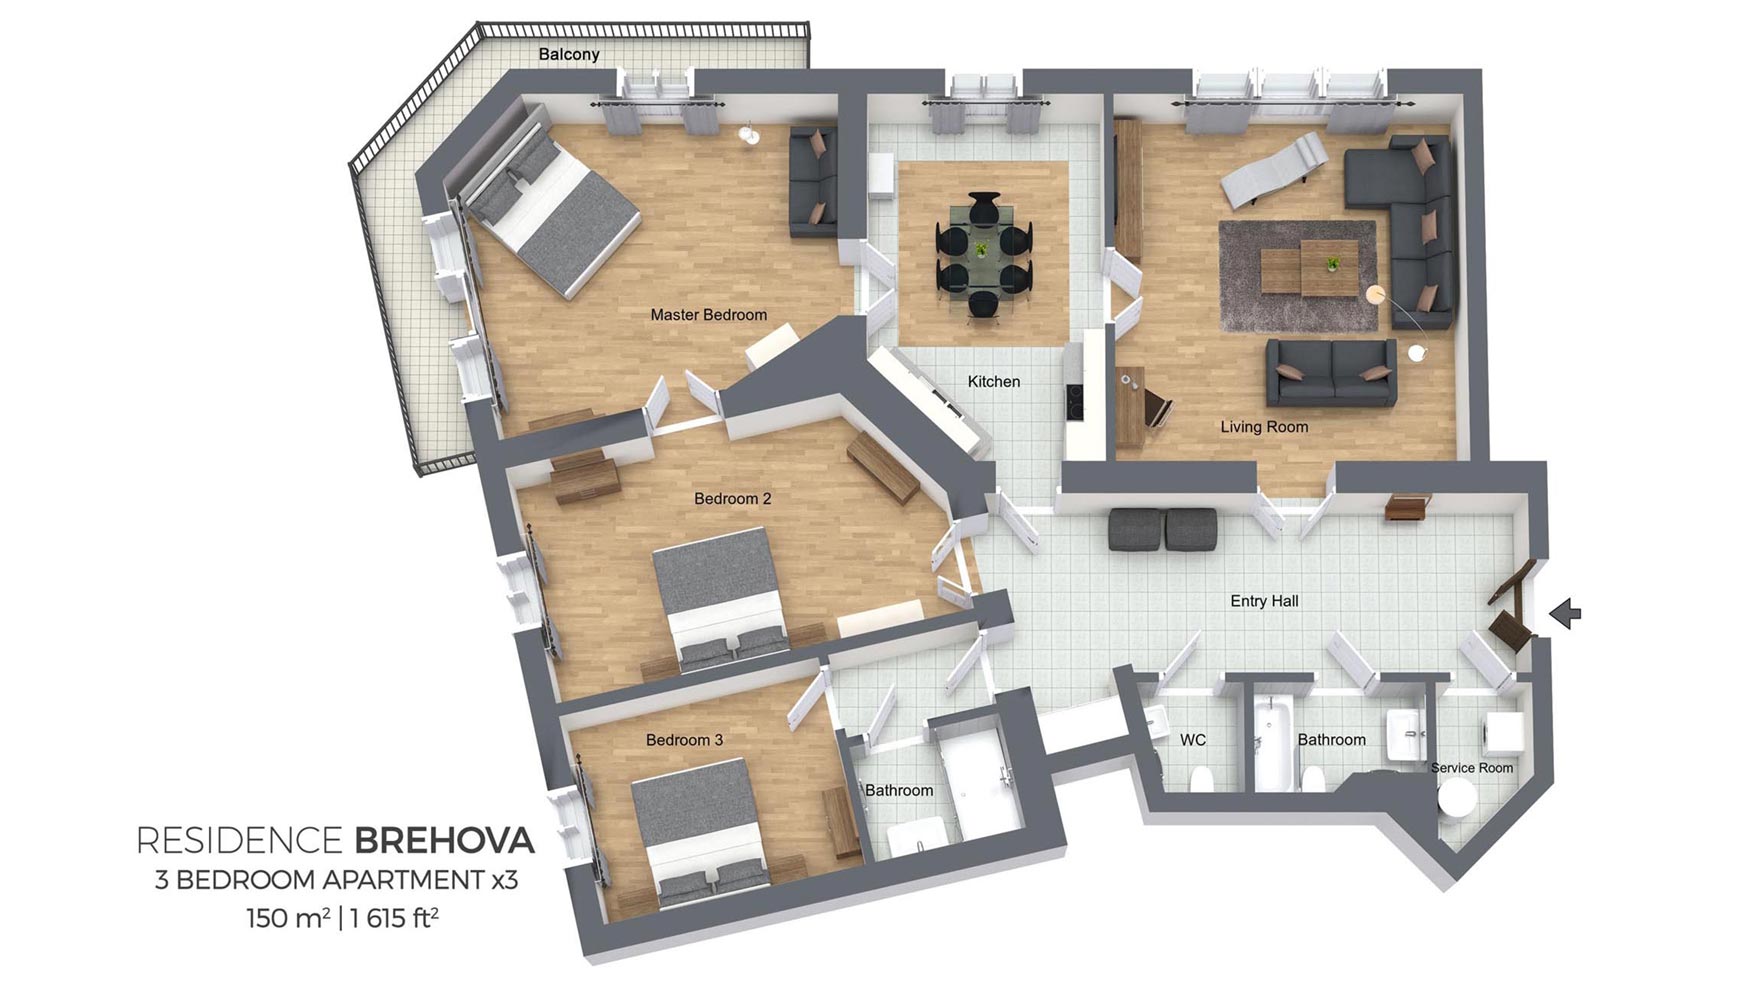 Balcony
Master Bedroom
Kitchen
Living Room
Bedroom 2
Entry Hall
Bedroom 3
WC
Bathroom
Service Room
Bathroom
RESIDENCE BREHOVA
3 BEDROOM APARTMENT x3
150 m² | 1 615 ft²